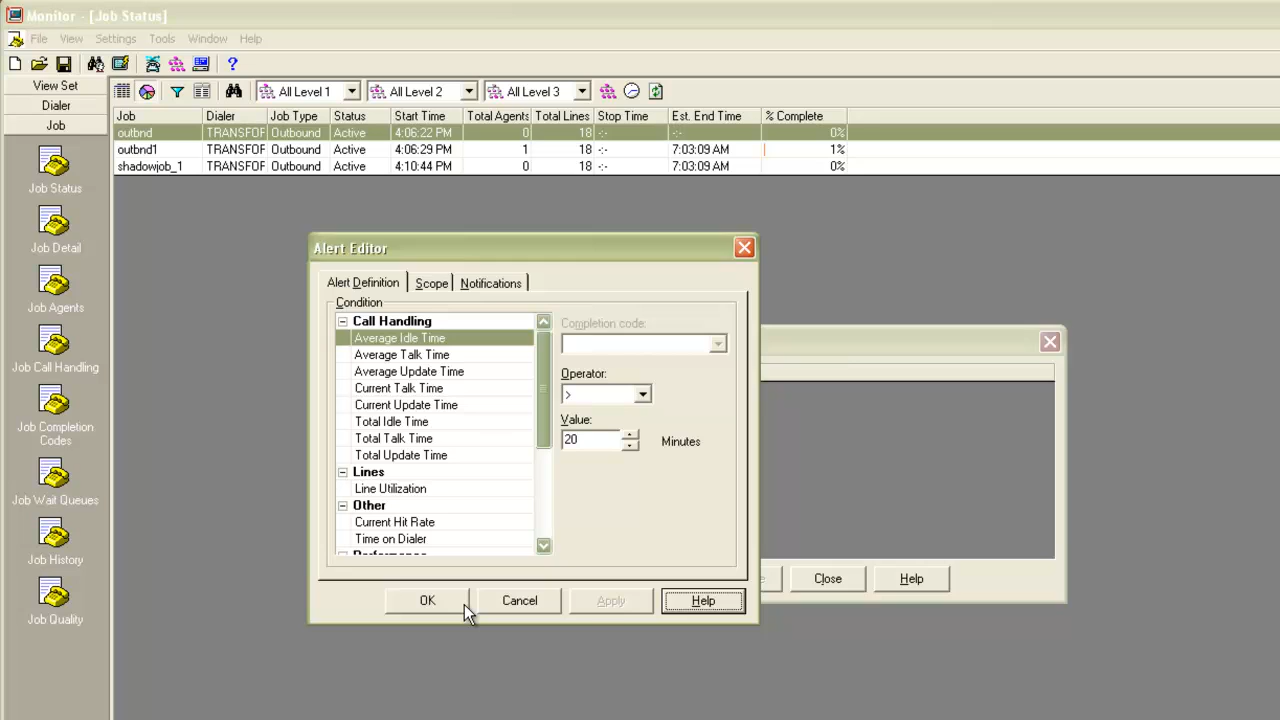 Monitor - [Job Status]
File View Settings Tools Window Help
View Set
Dialer
Job
All Level 1 All Level 2 All Level 3
Job Dialer Job Type Status Start Time Total Agents Total Lines Stop Time Est. End Time % Complete
outbnd TRANSFOF Outbound Active 4:06:22 PM 0 18 -:- -:- 0%
outbnd1 TRANSFOF Outbound Active 4:06:29 PM 1 18 -:- 7:03:09 AM 1%
shadowjob_1 TRANSFOF Outbound Active 4:10:44 PM 0 18 -:- 7:03:09 AM 0%
Job Status
Job Detail
Job Agents
Job Call Handling
Job Completion
Codes
Job Wait Queues
Job History
Job Quality
Alert Editor
Alert Definition Scope Notifications
Condition
Call Handling
Average Idle Time
Average Talk Time
Average Update Time
Current Talk Time
Current Update Time
Total Idle Time
Total Talk Time
Total Update Time
Lines
Line Utilization
Other
Current Hit Rate
Time on Dialer
Completion code:
Operator:
>
Value:
20 Minutes
OK Cancel Apply Help
Close Help